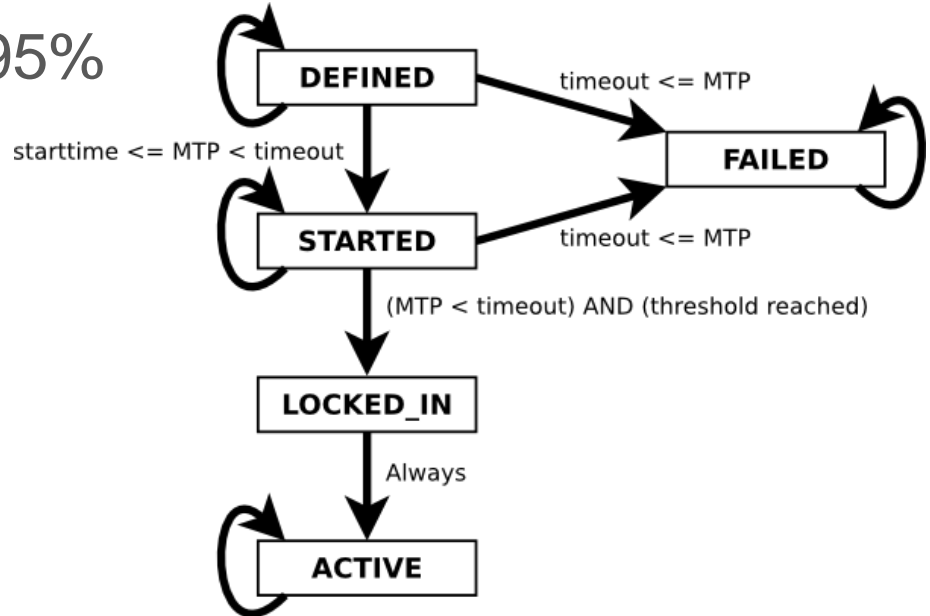 95%
DEFINED
timeout <= MTP
starttime <= MTP < timeout
FAILED
STARTED
timeout <= MTP
(MTP < timeout) AND (threshold reached)
LOCKED_IN
Always
ACTIVE